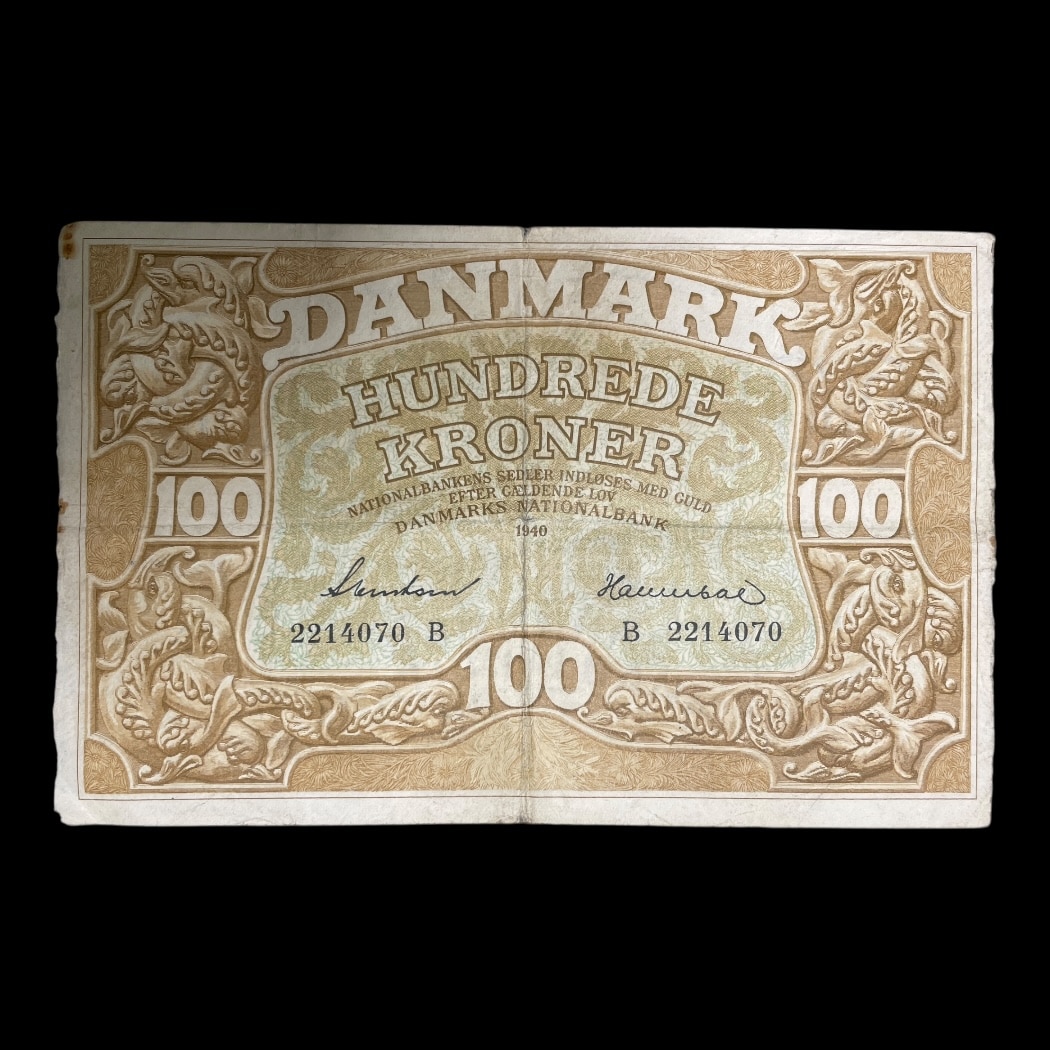 DANMARK
HUNDREDE
KRONER
NATIONALBANKENS SEDLER INDLØSES MED GULD
EFTER GÆLDENDE LOV
DANMARKS NATIONALBANK
1940
100 100
2214070 B B 2214070
100